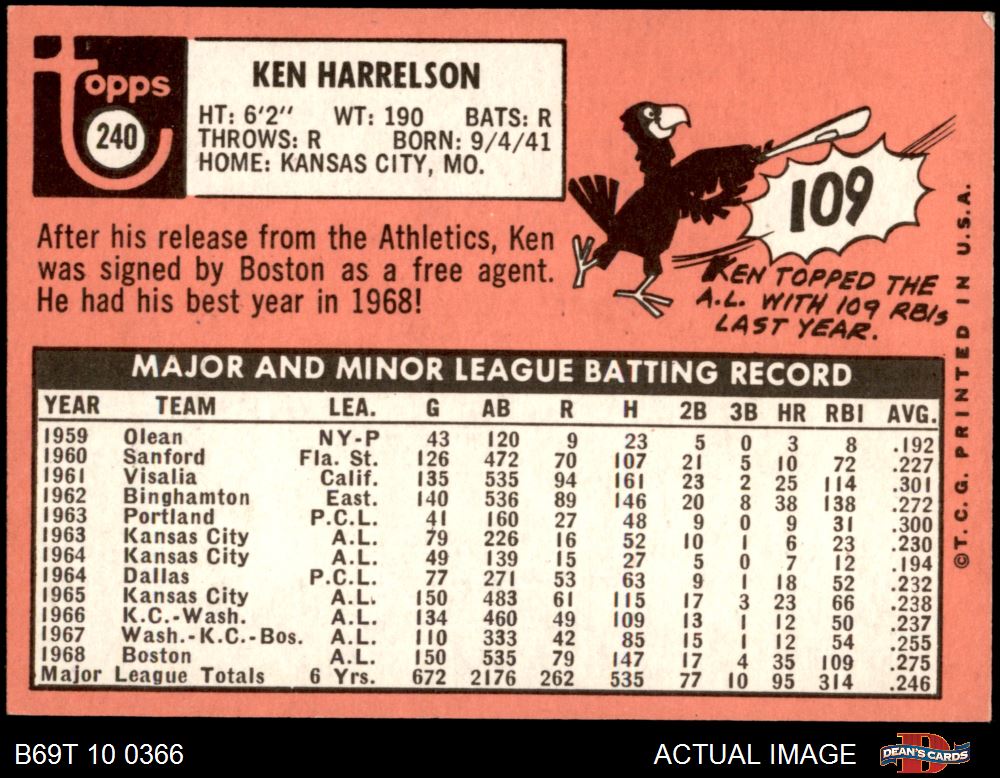 topps
240
KEN HARRELSON
HT: 6'2" WT: 190 BATS: R
THROWS: R BORN: 9/4/41
HOME: KANSAS CITY, MO.
After his release from the Athletics, Ken
was signed by Boston as a free agent.
He had his best year in 1968!
109
KEN TOPPED THE
A.L. WITH 109 RBIs
LAST YEAR.
MAJOR AND MINOR LEAGUE BATTING RECORD
YEAR TEAM LEA. G AB R H 2B 3B HR RBI AVG.
1959 Olean NY-P 43 120 9 23 5 0 3 8 .192
1960 Sanford Fla. St. 126 472 70 107 21 5 10 72 .227
1961 Visalia Calif. 135 535 94 161 23 2 25 114 .301
1962 Binghamton East. 140 536 89 146 20 8 38 138 .272
1963 Portland P.C.L. 41 160 27 48 9 0 9 31 .300
1963 Kansas City A.L. 79 226 16 52 10 1 6 23 .230
1964 Kansas City A.L. 49 139 15 27 5 0 7 12 .194
1964 Dallas P.C.L. 77 271 53 63 9 1 18 52 .232
1965 Kansas City A.L. 150 483 61 115 17 3 23 66 .238
1966 K.C.-Wash. A.L. 134 460 49 109 13 1 12 50 .237
1967 Wash.-K.C.-Bos. A.L. 110 333 42 85 15 1 12 54 .255
1968 Boston A.L. 150 535 79 147 17 4 35 109 .275
Major League Totals 6 Yrs. 672 2176 262 535 77 10 95 314 .246
©T.C.G. PRINTED IN U.S.A.
B69T 10 0366
ACTUAL IMAGE
DEAN'S CARDS